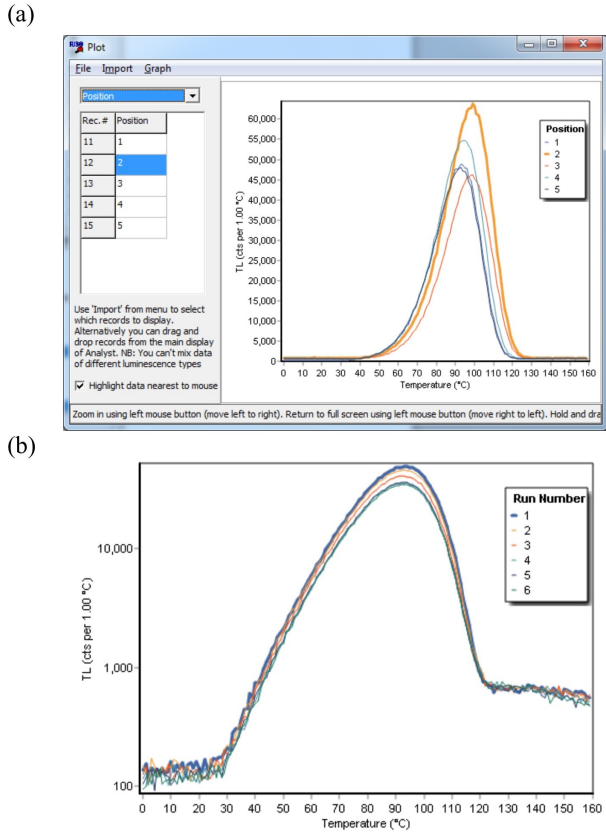 (a)
RISO Plot
File Import Graph
Position
Rec. # Position
11 1
12 2
13 3
14 4
15 5
Use 'Import' from menu to select
which records to display.
Alternatively you can drag and
drop records from the main display
of Analyst. NB: You can't mix data
of different luminescence types
Highlight data nearest to mouse
TL (cts per 1.00 °C)
60,000
55,000
50,000
45,000
40,000
35,000
30,000
25,000
20,000
15,000
10,000
5,000
0
0 10 20 30 40 50 60 70 80 90 100 110 120 130 140 150 160
Temperature (°C)
Position
1
2
3
4
5
Zoom in using left mouse button (move left to right). Return to full screen using left mouse button (move right to left). Hold and dra
(b)
TL (cts per 1.00 °C)
10,000
1,000
100
0 10 20 30 40 50 60 70 80 90 100 110 120 130 140 150 160
Temperature (°C)
Run Number
1
2
3
4
5
6